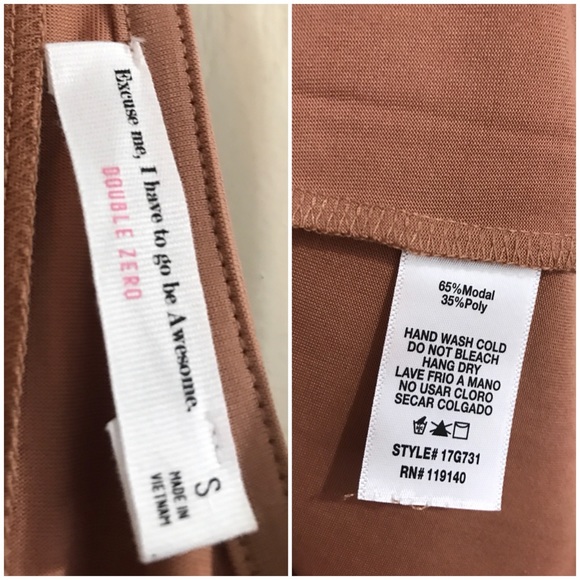 Excuse me, I have to go be Awesome.
DOUBLE ZERO
S
MADE IN
VIETNAM
65%Modal
35%Poly
HAND WASH COLD
DO NOT BLEACH
HANG DRY
LAVE FRIO A MANO
NO USAR CLORO
SECAR COLGADO
STYLE# 17G731
RN# 119140